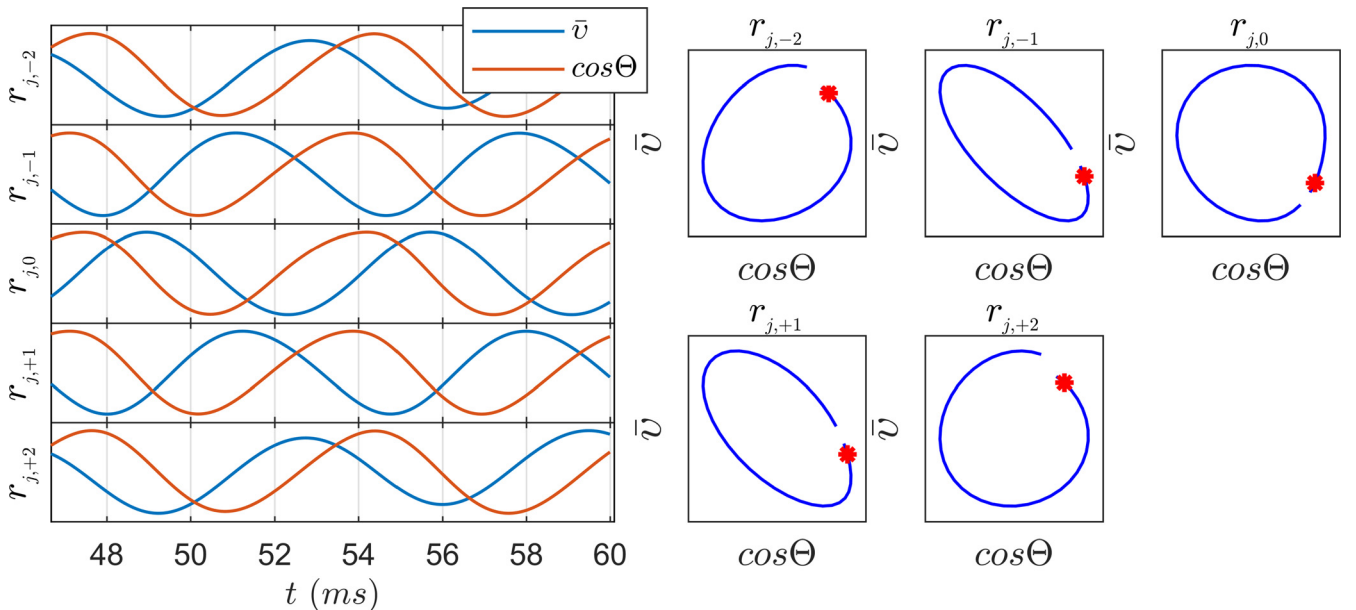 v̄
cosΘ
r_{j,-2}
r_{j,-1}
r_{j,0}
r_{j,+1}
r_{j,+2}
48 50 52 54 56 58 60
t (ms)
r_{j,-2}
v̄
cosΘ
r_{j,-1}
v̄
cosΘ
r_{j,0}
v̄
cosΘ
r_{j,+1}
v̄
cosΘ
r_{j,+2}
v̄
cosΘ